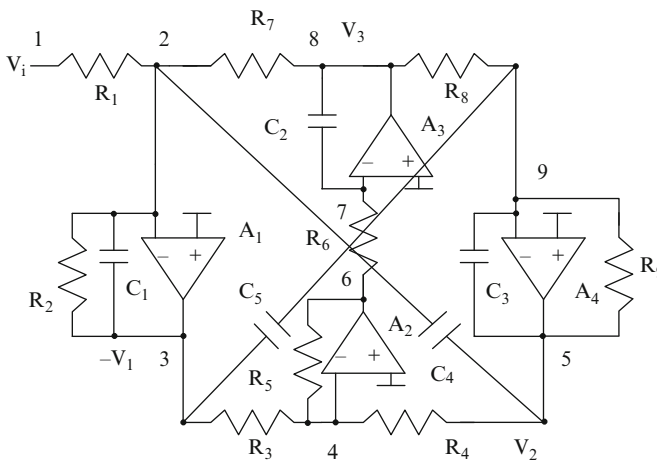 1
2
R7
8
V3
Vi
R1
R8
C2
A3
–
+
9
7
A1
–
+
R6
–
+
6
C5
R2
C1
C3
A4
A2
–V1
3
–
+
C4
5
R5
R3
4
R4
V2